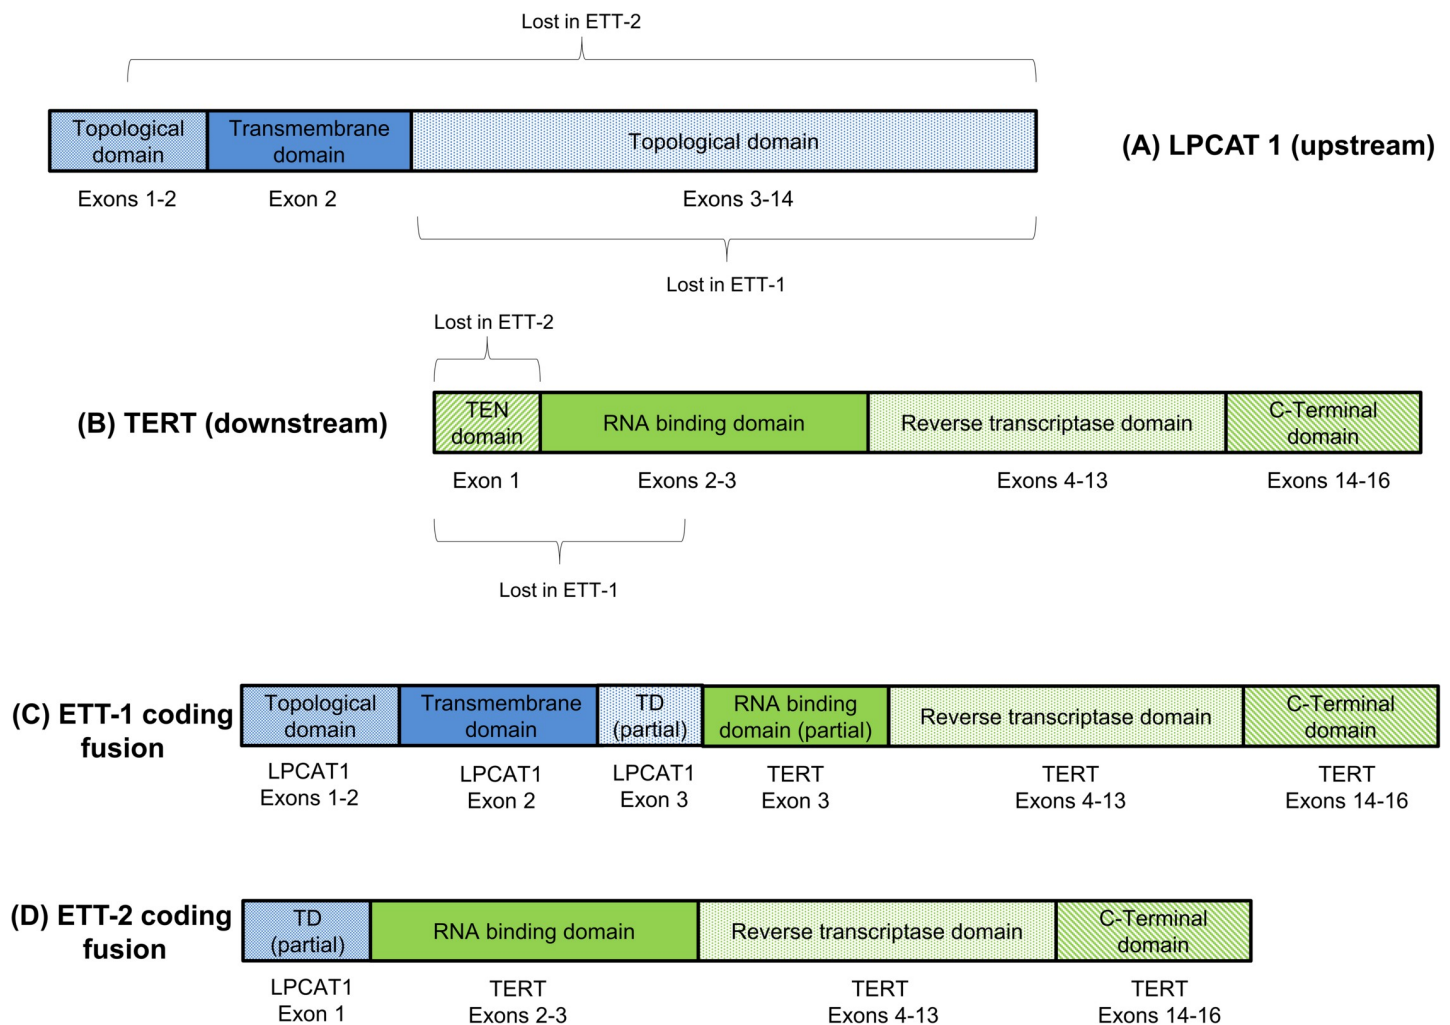 Lost in ETT-2
Topological
domain
Transmembrane
domain
Topological domain
(A) LPCAT 1 (upstream)
Exons 1-2
Exon 2
Exons 3-14
Lost in ETT-1
Lost in ETT-2
(B) TERT (downstream)
TEN
domain
RNA binding domain
Reverse transcriptase domain
C-Terminal
domain
Exon 1
Exons 2-3
Exons 4-13
Exons 14-16
Lost in ETT-1
(C) ETT-1 coding
fusion
Topological
domain
Transmembrane
domain
TD
(partial)
RNA binding
domain (partial)
Reverse transcriptase domain
C-Terminal
domain
LPCAT1
Exons 1-2
LPCAT1
Exon 2
LPCAT1
Exon 3
TERT
Exon 3
TERT
Exons 4-13
TERT
Exons 14-16
(D) ETT-2 coding
fusion
TD
(partial)
RNA binding domain
Reverse transcriptase domain
C-Terminal
domain
LPCAT1
Exon 1
TERT
Exons 2-3
TERT
Exons 4-13
TERT
Exons 14-16